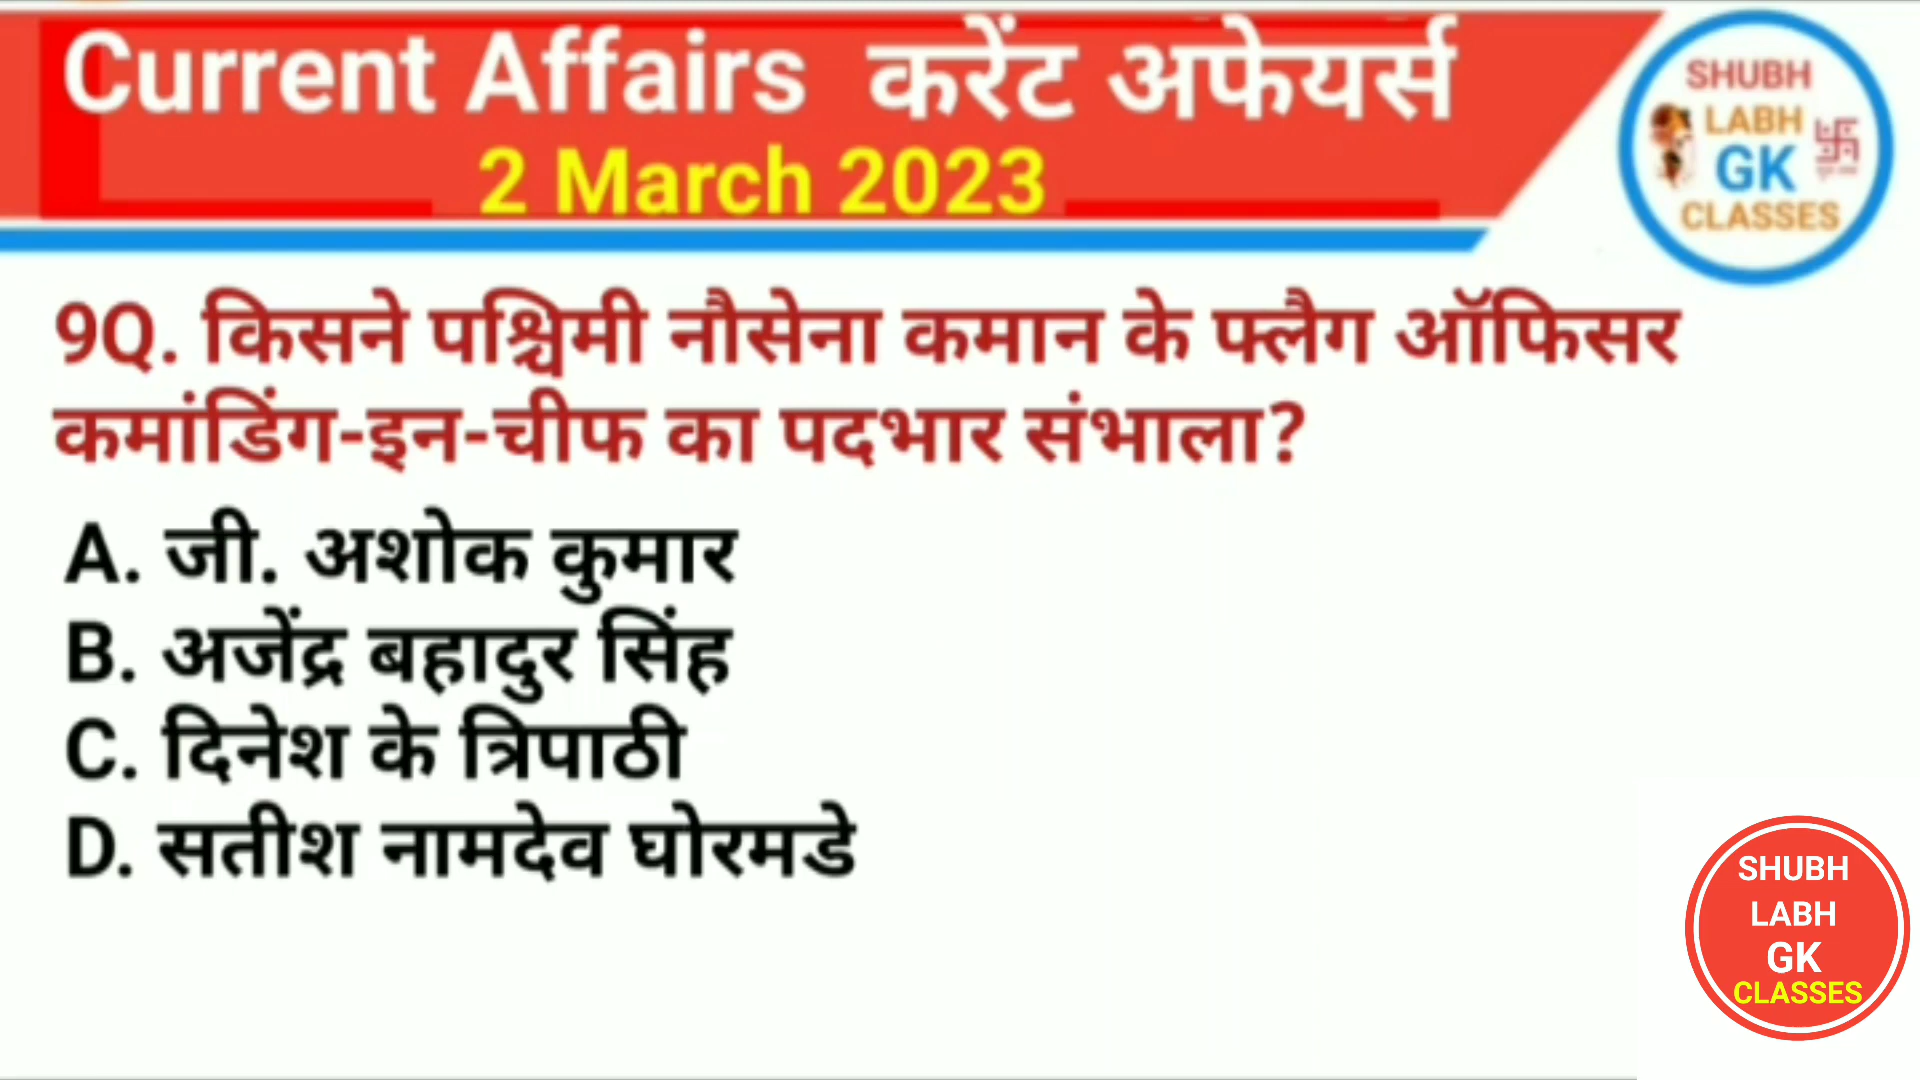 Current Affairs करेंट अफेयर्स
2 March 2023
SHUBH
LABH
GK
CLASSES
9Q. किसने पश्चिमी नौसेना कमान के फ्लैग ऑफिसर
कमांडिंग-इन-चीफ का पदभार संभाला?
A. जी. अशोक कुमार
B. अजेंद्र बहादुर सिंह
C. दिनेश के त्रिपाठी
D. सतीश नामदेव घोरमडे
SHUBH
LABH
GK
CLASSES